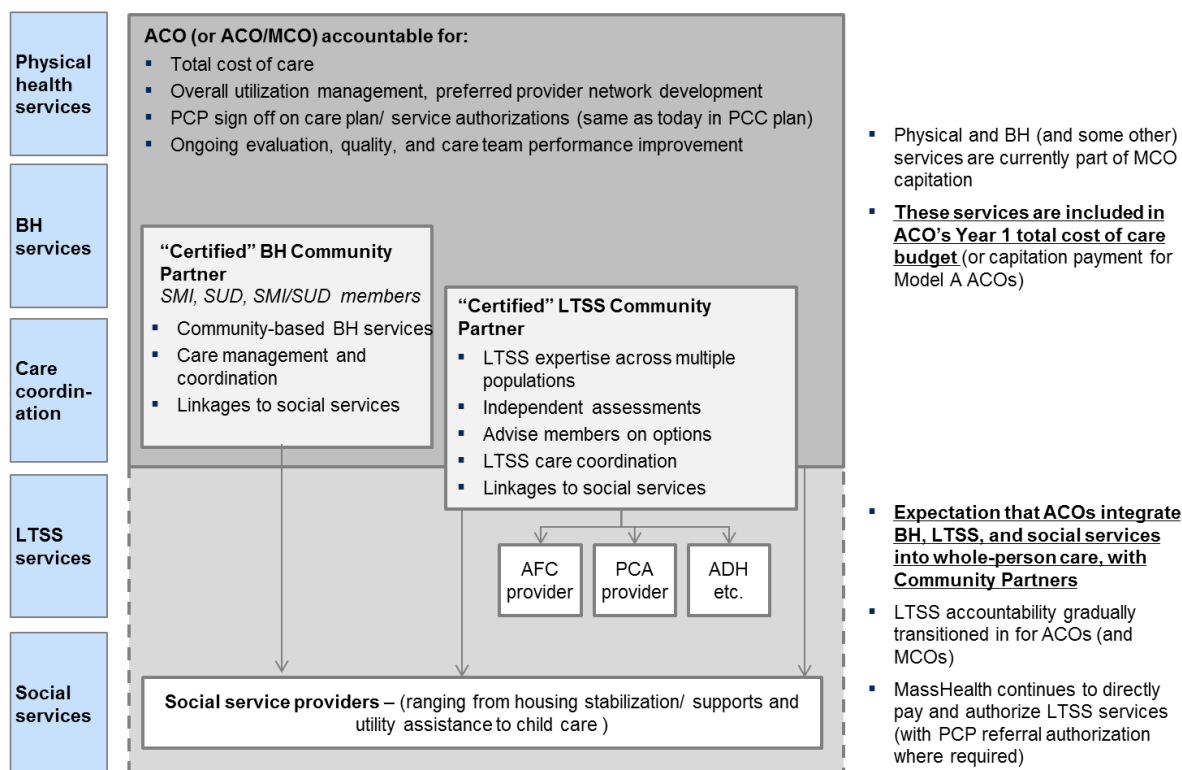 Physical
health
services
BH
services
Care
coordin-
ation
LTSS
services
Social
services
ACO (or ACO/MCO) accountable for:
▪ Total cost of care
▪ Overall utilization management, preferred provider network development
▪ PCP sign off on care plan/ service authorizations (same as today in PCC plan)
▪ Ongoing evaluation, quality, and care team performance improvement
“Certified” BH Community
Partner
SMI, SUD, SMI/SUD members
▪ Community-based BH services
▪ Care management and
coordination
▪ Linkages to social services
“Certified” LTSS Community
Partner
▪ LTSS expertise across multiple
populations
▪ Independent assessments
▪ Advise members on options
▪ LTSS care coordination
▪ Linkages to social services
AFC
provider
PCA
provider
ADH
etc.
Social service providers – (ranging from housing stabilization/ supports and
utility assistance to child care )
▪ Physical and BH (and some other)
services are currently part of MCO
capitation
▪ These services are included in
ACO’s Year 1 total cost of care
budget (or capitation payment for
Model A ACOs)
▪ Expectation that ACOs integrate
BH, LTSS, and social services
into whole-person care, with
Community Partners
▪ LTSS accountability gradually
transitioned in for ACOs (and
MCOs)
▪ MassHealth continues to directly
pay and authorize LTSS services
(with PCP referral authorization
where required)